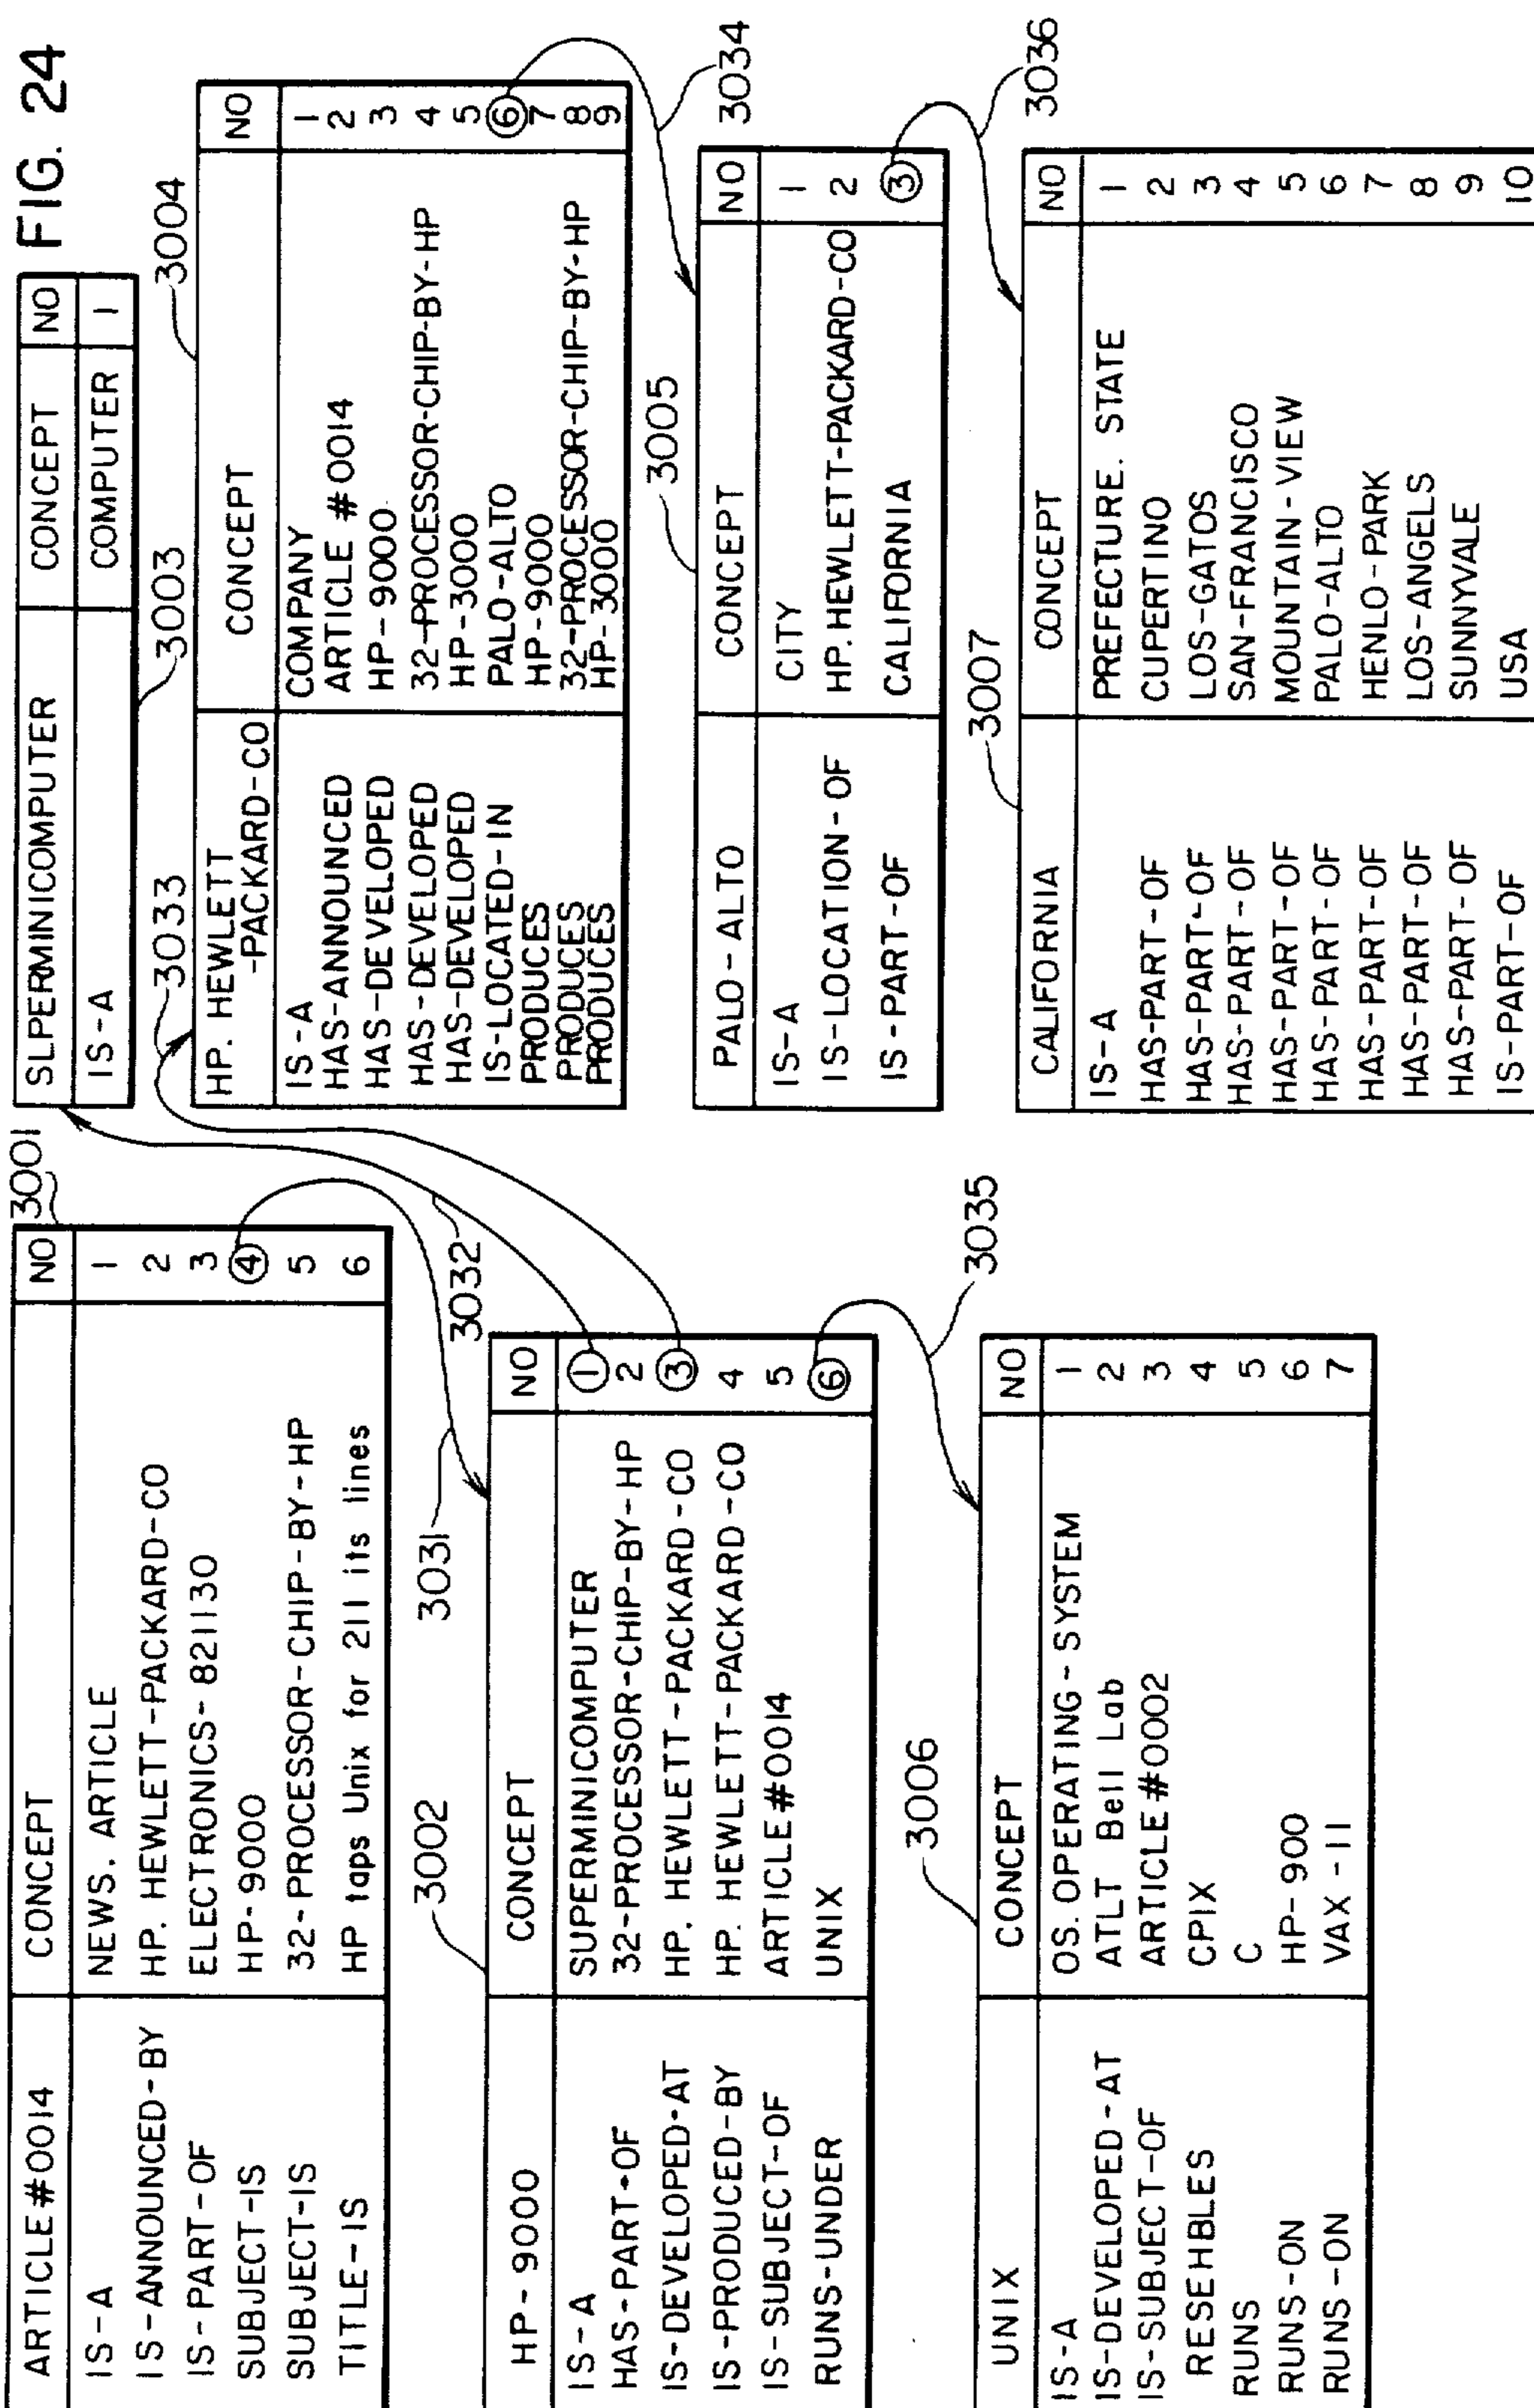 FIG. 24
3001
ARTICLE #0014 CONCEPT NO
IS-A NEWS. ARTICLE 1
IS-ANNOUNCED-BY HP. HEWLETT-PACKARD-CO 2
IS-PART-OF ELECTRONICS-821130 3
SUBJECT-IS HP-9000 4
SUBJECT-IS 32-PROCESSOR-CHIP-BY-HP 5
TITLE-IS HP taps Unix for 211 its lines 6
3031
3002
3032
HP-9000 CONCEPT NO
IS-A SUPERMINICOMPUTER 1
HAS-PART-OF 32-PROCESSOR-CHIP-BY-HP 2
IS-DEVELOPED-AT HP. HEWLETT-PACKARD-CO 3
IS-PRODUCED-BY HP. HEWLETT-PACKARD-CO 4
IS-SUBJECT-OF ARTICLE #0014 5
RUNS-UNDER UNIX 6
3006
3035
UNIX CONCEPT NO
IS-A OS. OPERATING-SYSTEM 1
IS-DEVELOPED-AT ATLT Bell Lab 2
IS-SUBJECT-OF ARTICLE #0002 3
RESEHBLES CPIX 4
RUNS C 5
RUNS-ON HP-900 6
RUNS-ON VAX-11 7
SLPERMINICOMPUTER CONCEPT NO
IS-A COMPUTER 1
3033
3003
3004
HP. HEWLETT
-PACKARD-CO CONCEPT NO
IS-A COMPANY 1
HAS-ANNOUNCED ARTICLE #0014 2
HAS-DEVELOPED HP-9000 3
HAS-DEVELOPED 32-PROCESSOR-CHIP-BY-HP 4
HAS-DEVELOPED HP-3000 5
IS-LOCATED-IN PALO-ALTO 6
PRODUCES HP-9000 7
PRODUCES 32-PROCESSOR-CHIP-BY-HP 8
PRODUCES HP-3000 9
3005
3034
PALO-ALTO CONCEPT NO
IS-A CITY 1
IS-LOCATION-OF HP. HEWLETT-PACKARD-CO 2
IS-PART-OF CALIFORNIA 3
3007
3036
CALIFORNIA CONCEPT NO
IS-A PREFECTURE. STATE 1
HAS-PART-OF CUPERTINO 2
HAS-PART-OF LOS-GATOS 3
HAS-PART-OF SAN-FRANCISCO 4
HAS-PART-OF MOUNTAIN-VIEW 5
HAS-PART-OF PALO-ALTO 6
HAS-PART-OF HENLO-PARK 7
HAS-PART-OF LOS-ANGELS 8
HAS-PART-OF SUNNYVALE 9
IS-PART-OF USA 10